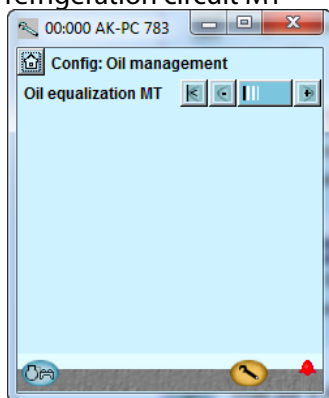 refrigeration circuit MT
00:000 AK-PC 783
Config: Oil management
Oil equalization MT